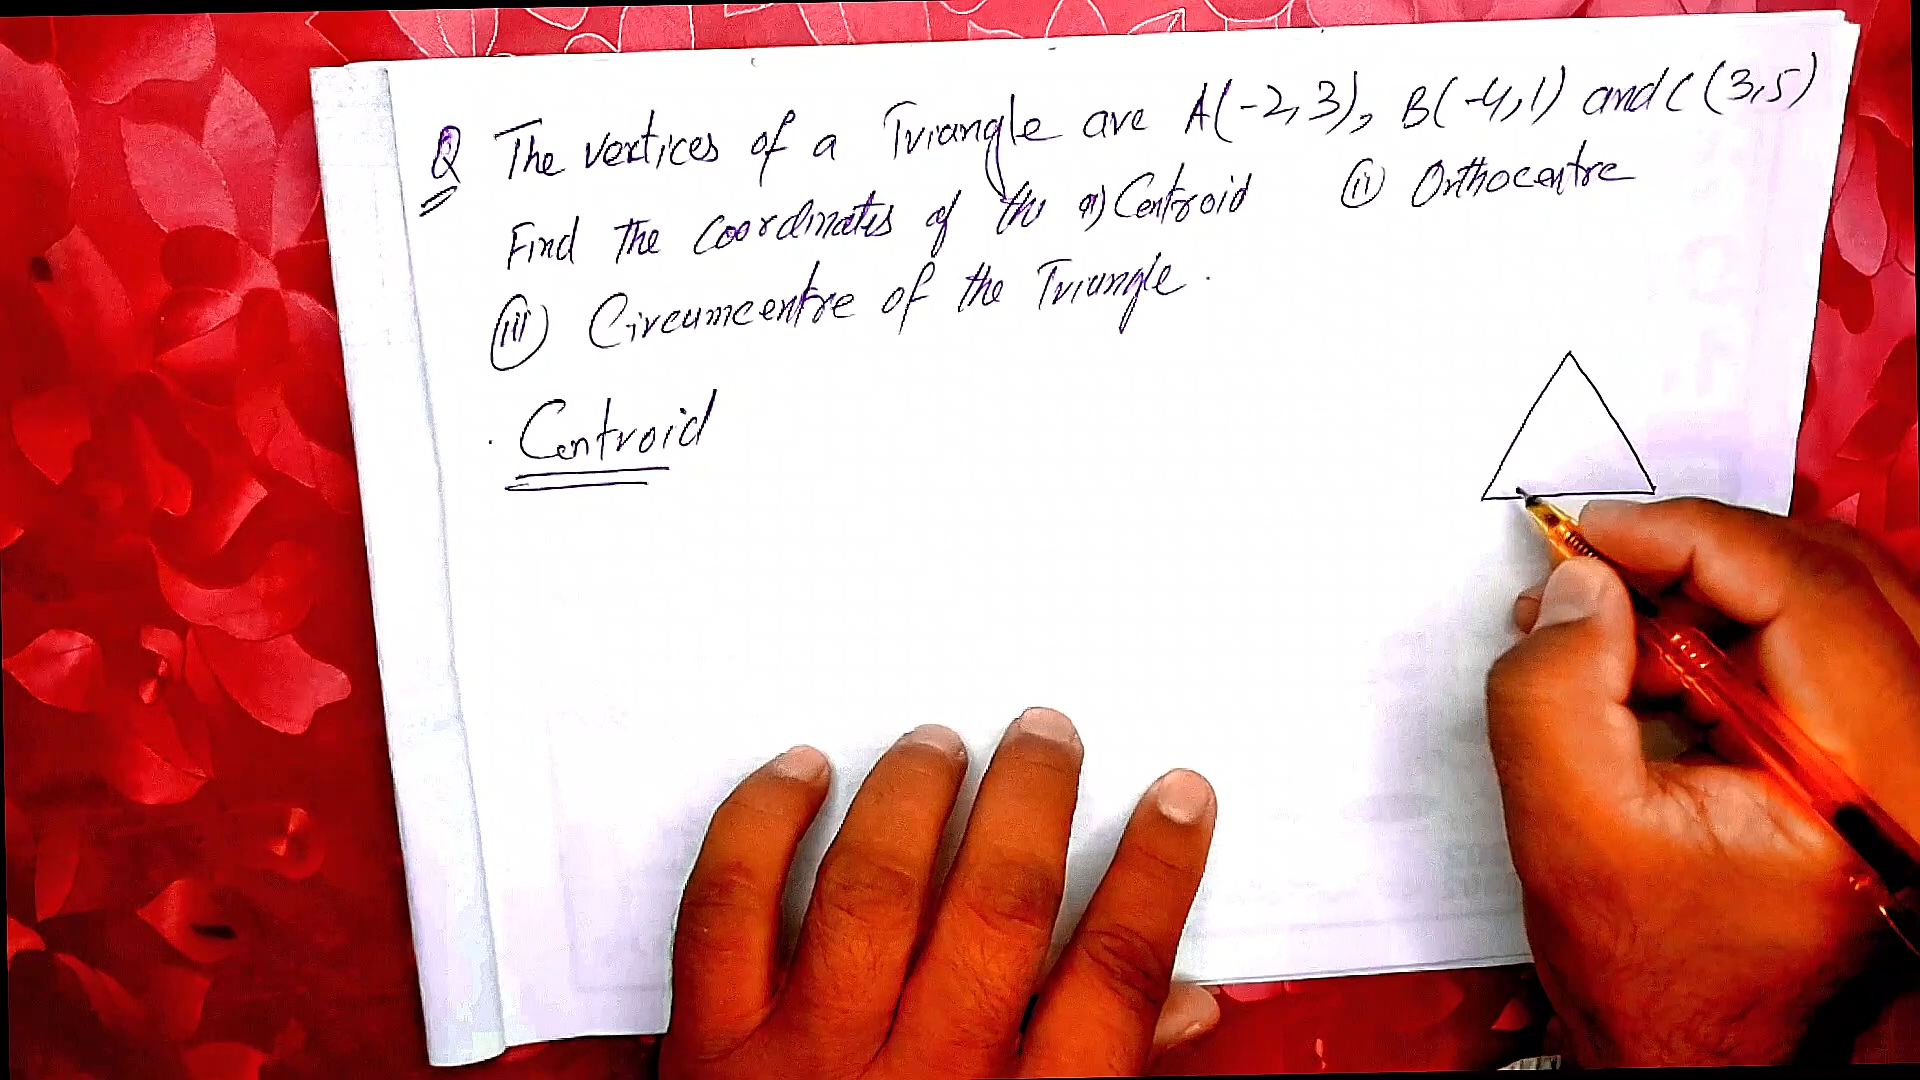 Q The vertices of a Triangle are A(-2,3), B(-4,1) and C(3,5)
Find the coordinates of the i) Centroid (ii) Orthocentre
(iii) Circumcentre of the Triangle.
Centroid